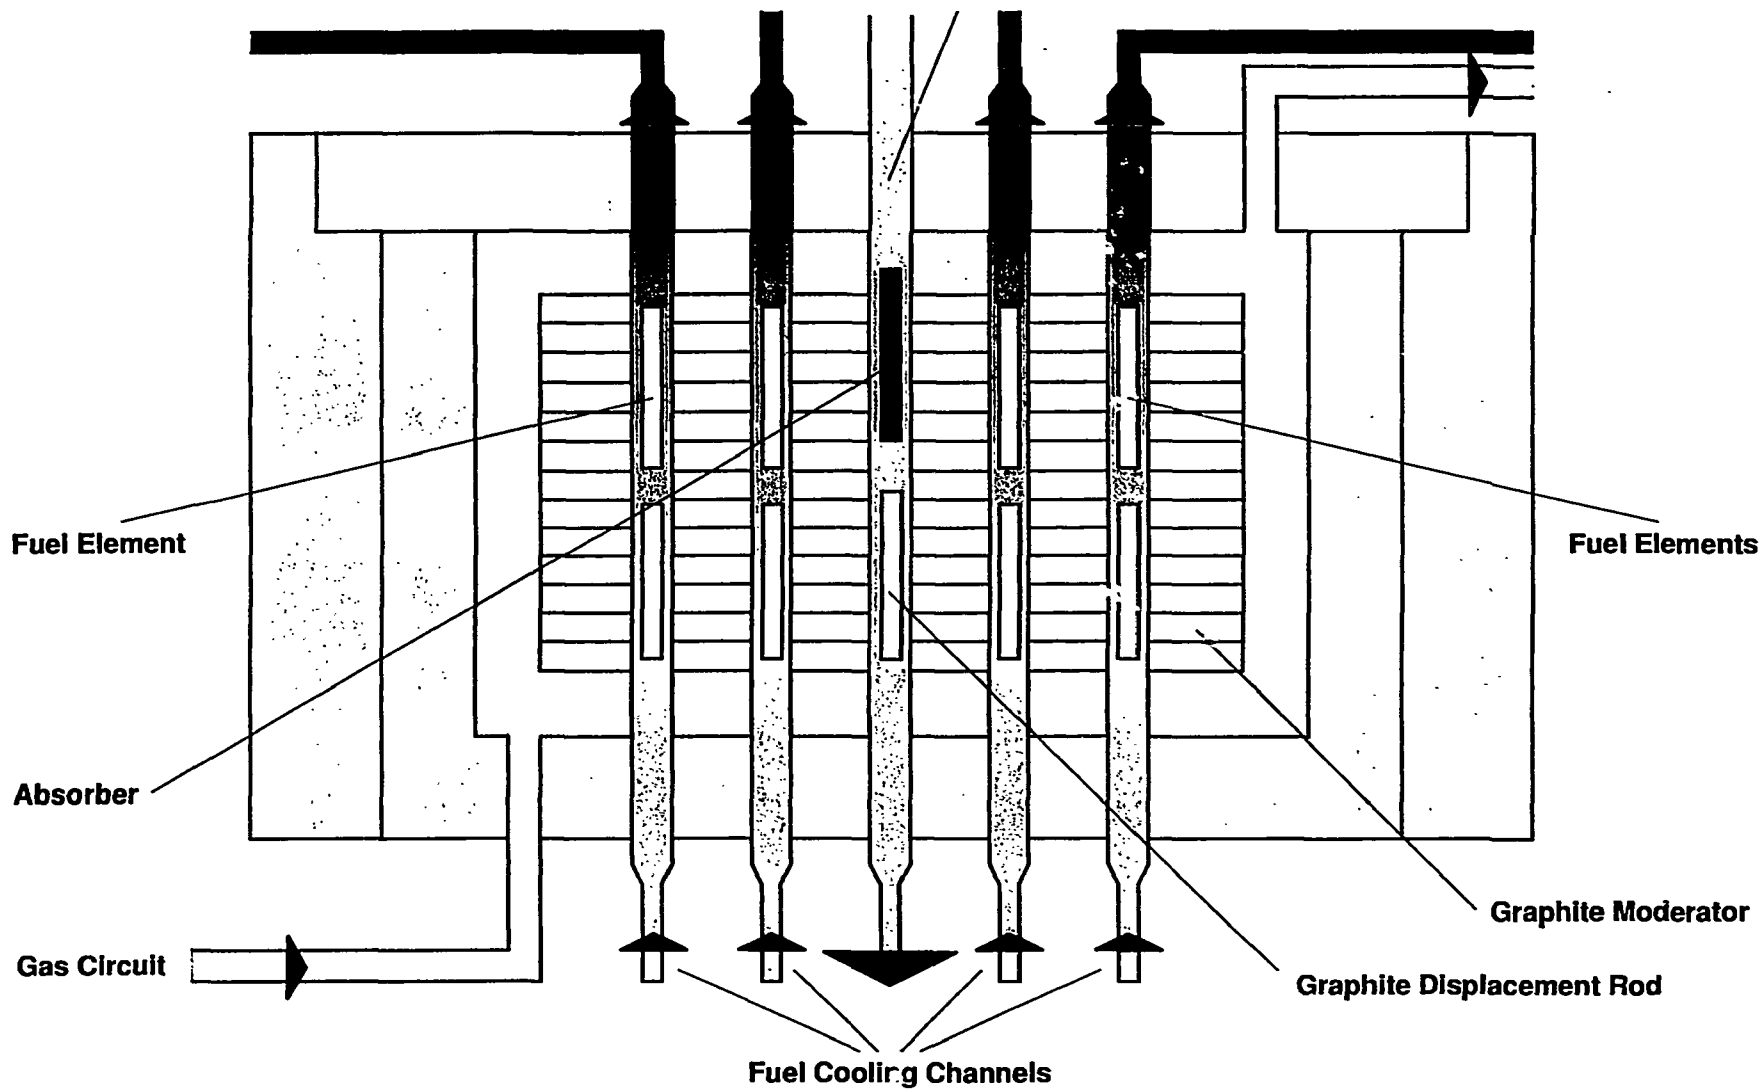 Fuel Element
Fuel Elements
Absorber
Graphite Moderator
Gas Circuit
Graphite Displacement Rod
Fuel Cooling Channels